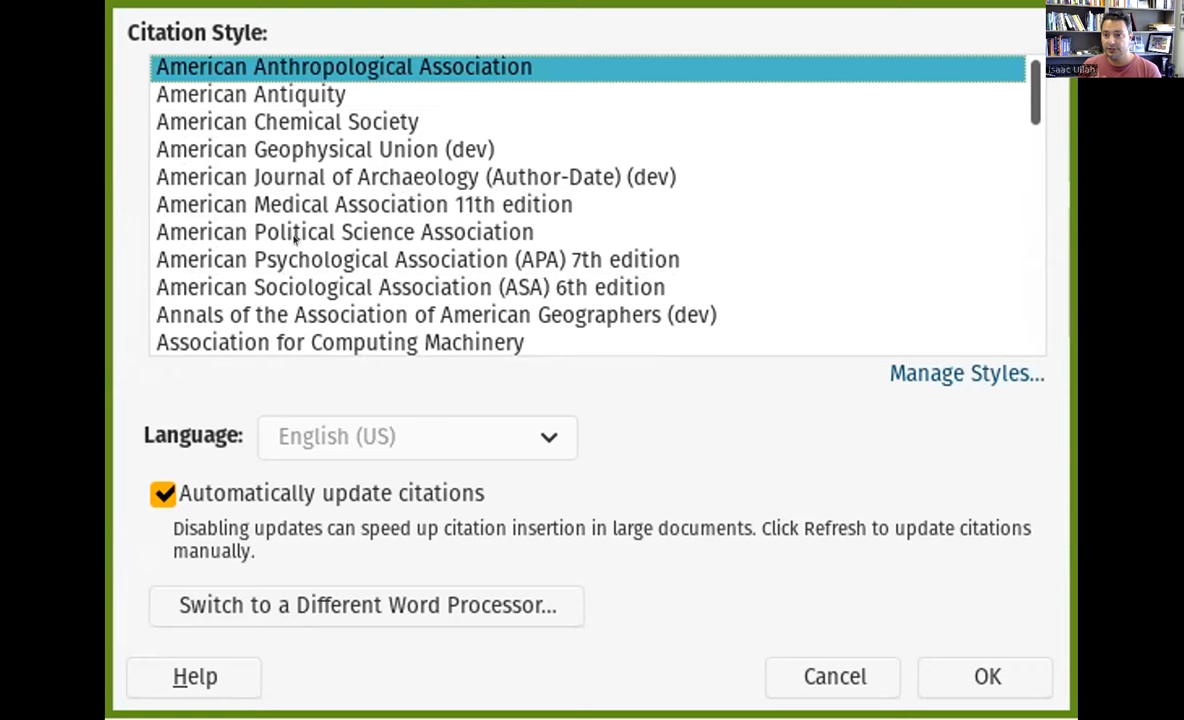 Citation Style:
American Anthropological Association
American Antiquity
American Chemical Society
American Geophysical Union (dev)
American Journal of Archaeology (Author-Date) (dev)
American Medical Association 11th edition
American Political Science Association
American Psychological Association (APA) 7th edition
American Sociological Association (ASA) 6th edition
Annals of the Association of American Geographers (dev)
Association for Computing Machinery
Manage Styles...
Language: English (US)
Automatically update citations
Disabling updates can speed up citation insertion in large documents. Click Refresh to update citations
manually.
Switch to a Different Word Processor...
Help Cancel OK
Isaac Ullah